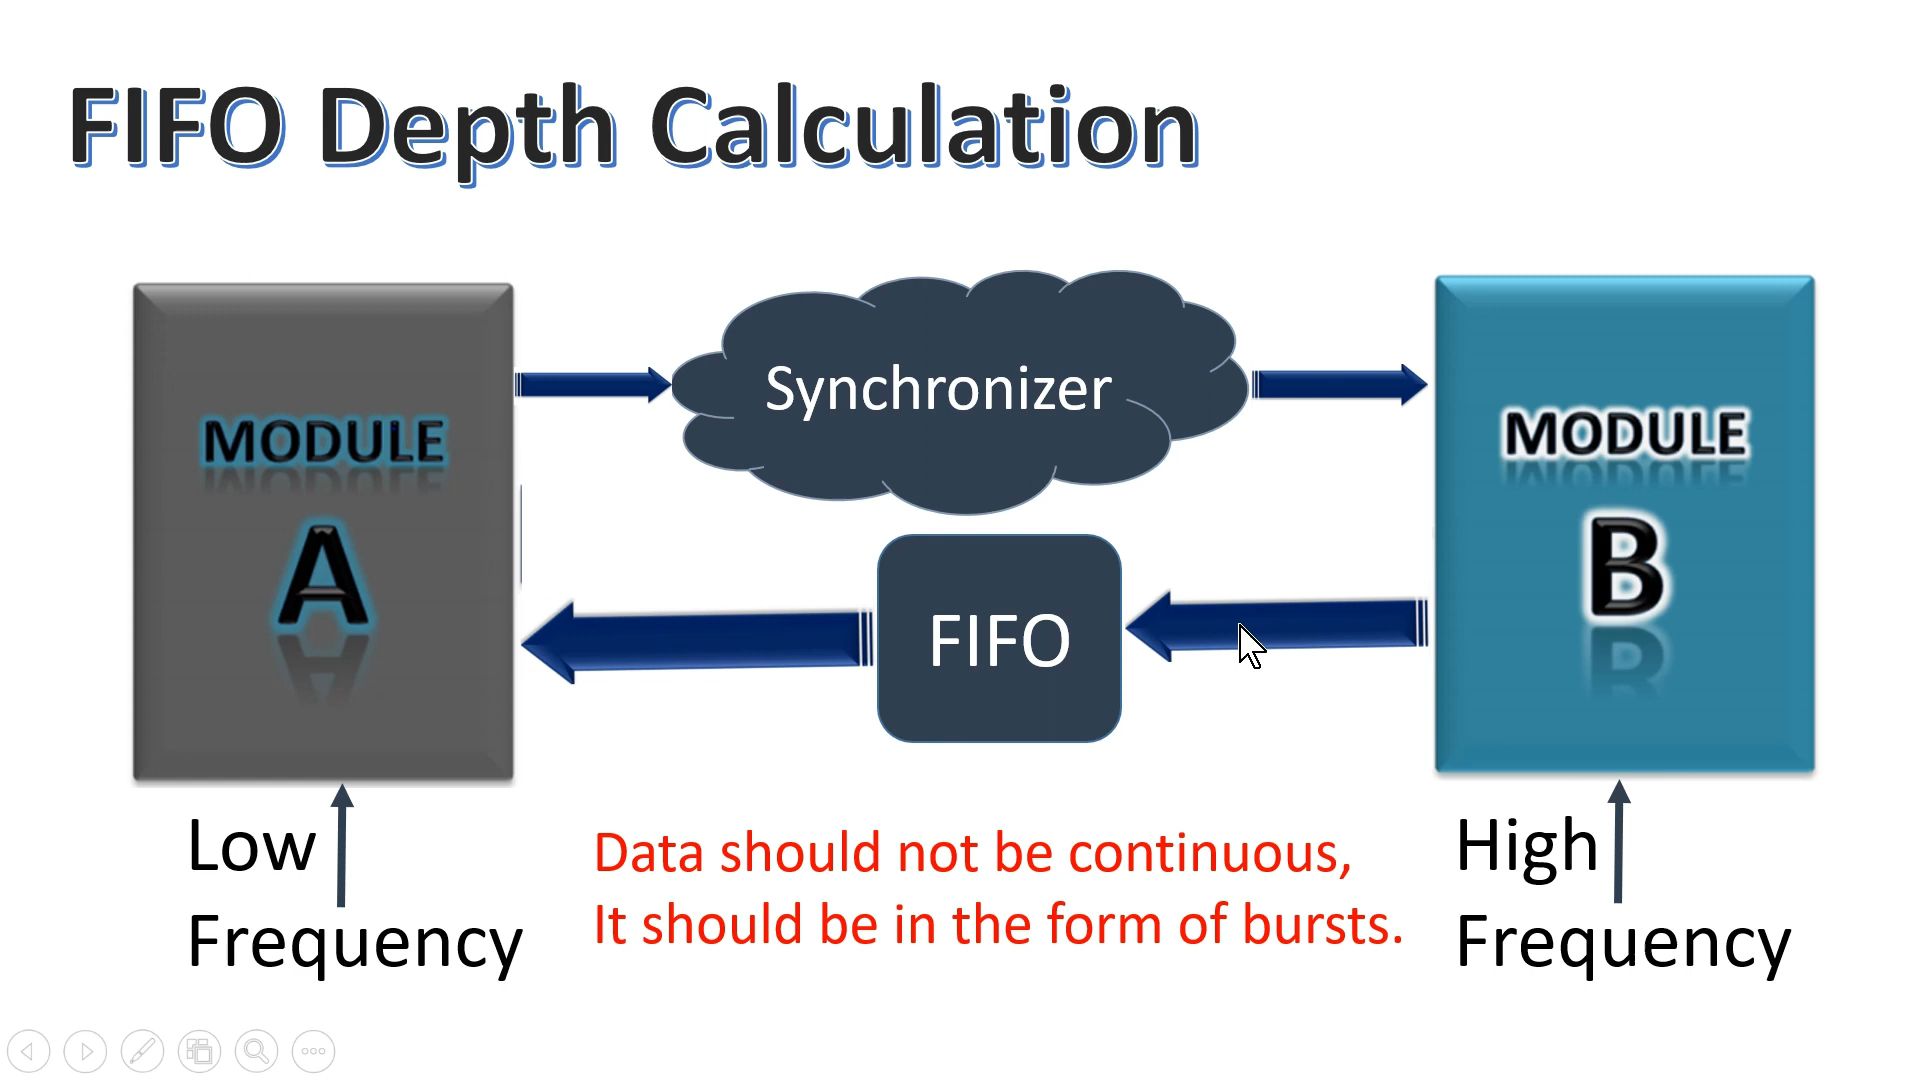 FIFO Depth Calculation
Synchronizer
MODULE
A
MODULE
B
FIFO
Low
Frequency
Data should not be continuous,
It should be in the form of bursts.
High
Frequency